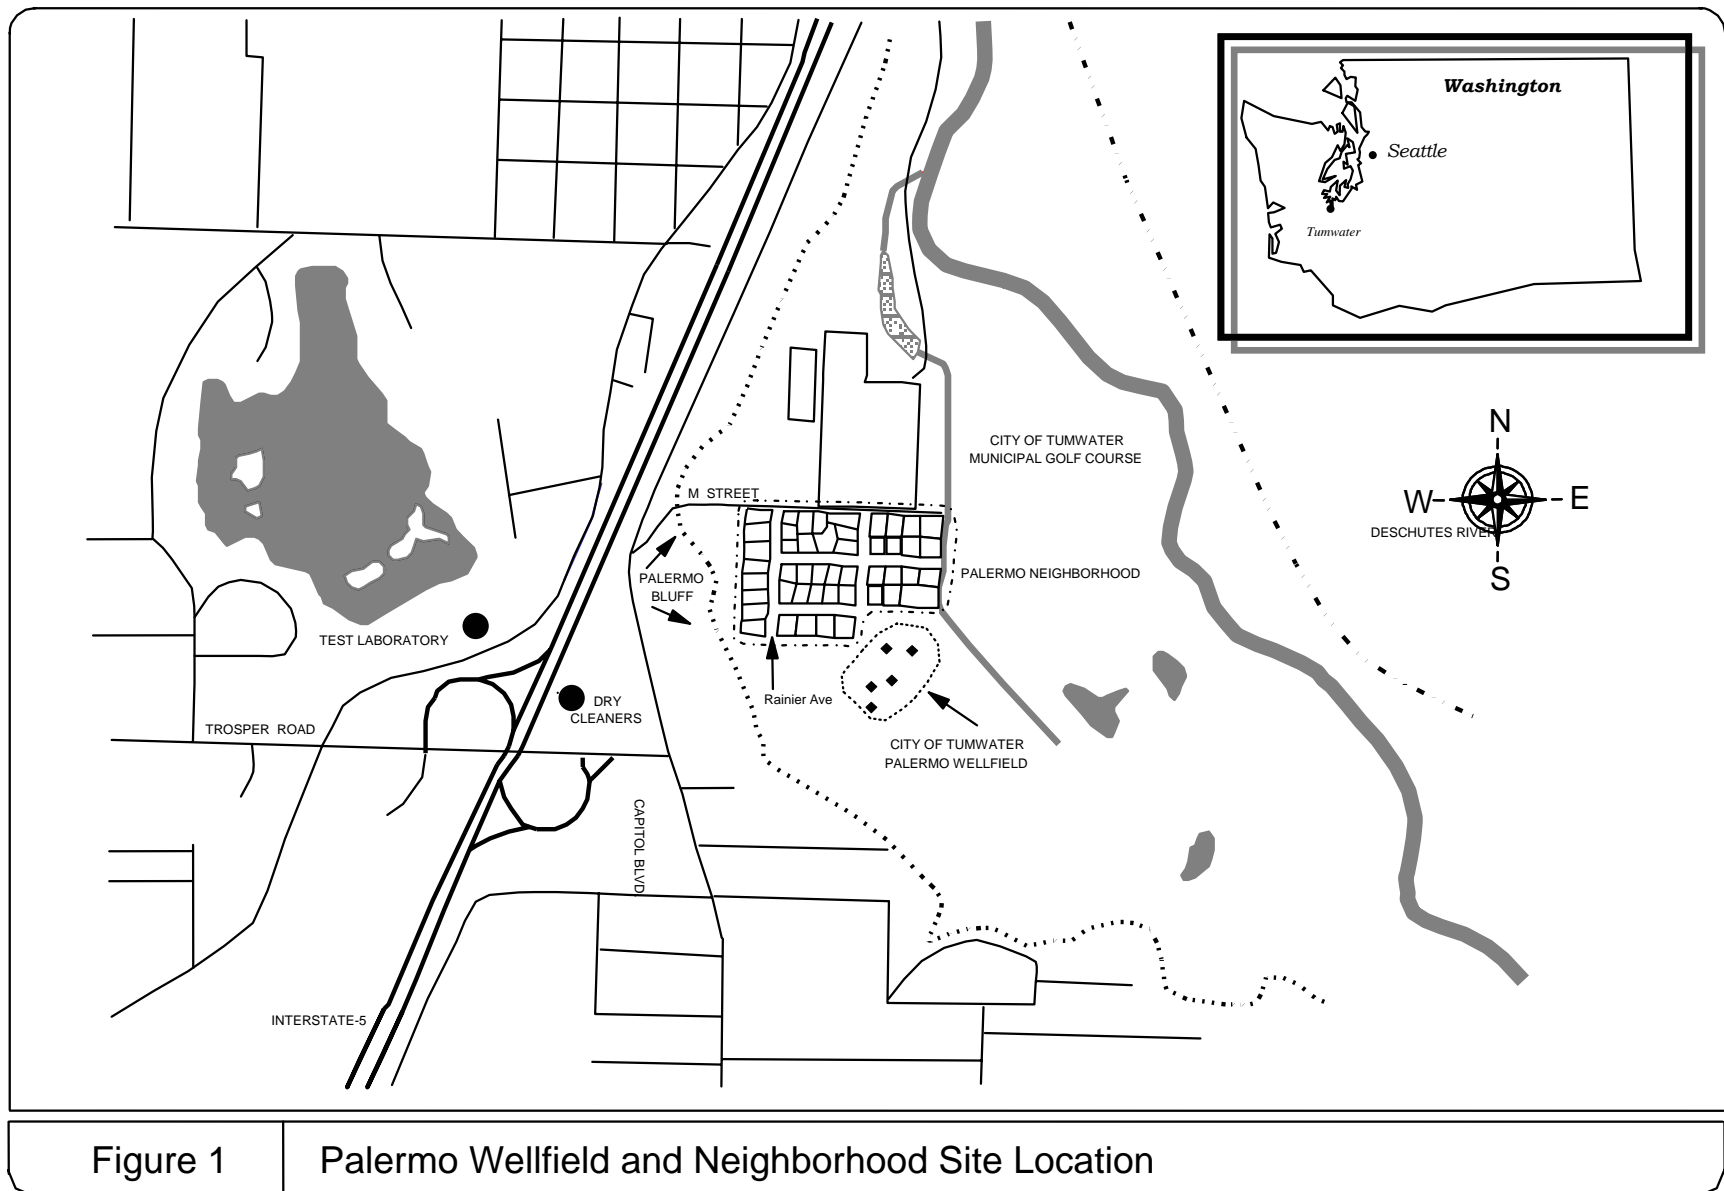 Washington
Seattle
Tumwater
N
W
E
S
DESCHUTES RIVER
CITY OF TUMWATER
MUNICIPAL GOLF COURSE
M STREET
PALERMO
BLUFF
PALERMO NEIGHBORHOOD
TEST LABORATORY
DRY
CLEANERS
Rainier Ave
TROSPER ROAD
CITY OF TUMWATER
PALERMO WELLFIELD
CAPITOL BLVD
INTERSTATE-5
Figure 1
Palermo Wellfield and Neighborhood Site Location